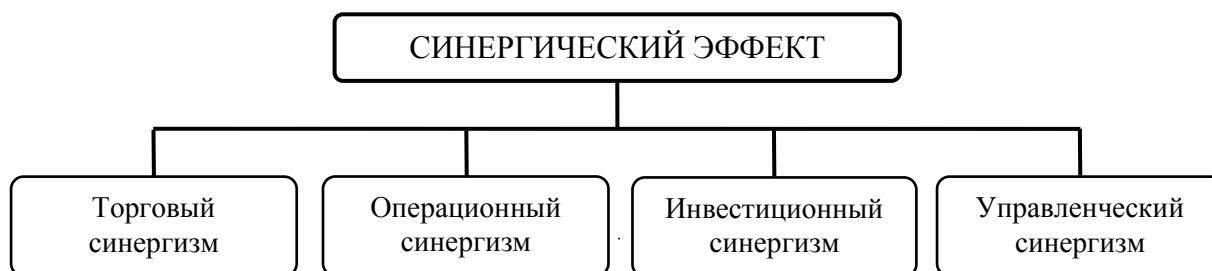 СИНЕРГИЧЕСКИЙ ЭФФЕКТ
Торговый
синергизм
Операционный
синергизм
Инвестиционный
синергизм
Управленческий
синергизм